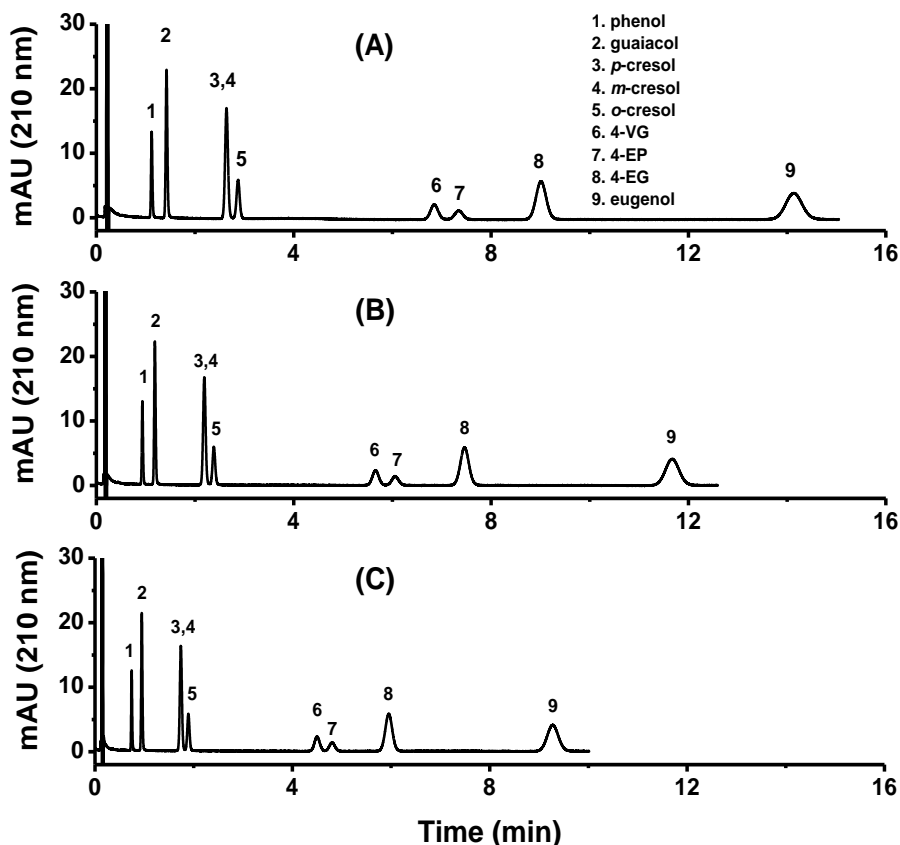 (A)
mAU (210 nm)
30
20
10
0
1
2
3,4
5
6
7
8
9
1. phenol
2. guaiacol
3. p-cresol
4. m-cresol
5. o-cresol
6. 4-VG
7. 4-EP
8. 4-EG
9. eugenol
0 4 8 12 16
(B)
mAU (210 nm)
30
20
10
0
1
2
3,4
5
6
7
8
9
0 4 8 12 16
(C)
mAU (210 nm)
30
20
10
0
1
2
3,4
5
6
7
8
9
0 4 8 12 16
Time (min)